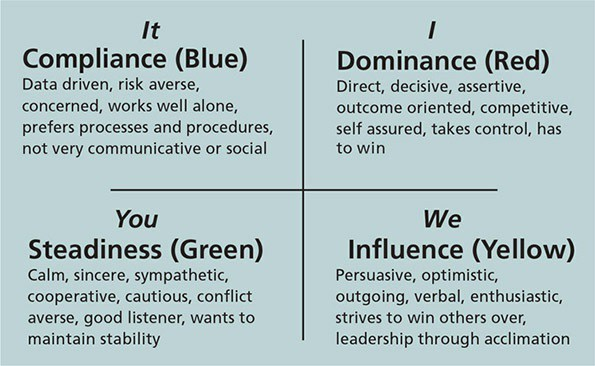 It
Compliance (Blue)
Data driven, risk averse,
concerned, works well alone,
prefers processes and procedures,
not very communicative or social
I
Dominance (Red)
Direct, decisive, assertive,
outcome oriented, competitive,
self assured, takes control, has
to win
You
Steadiness (Green)
Calm, sincere, sympathetic,
cooperative, cautious, conflict
averse, good listener, wants to
maintain stability
We
Influence (Yellow)
Persuasive, optimistic,
outgoing, verbal, enthusiastic,
strives to win others over,
leadership through acclimation